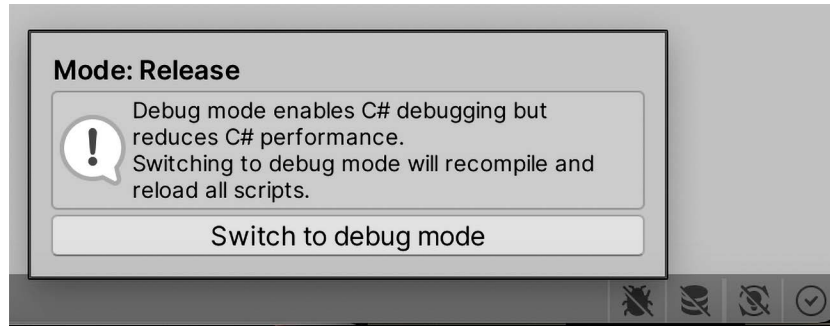 Mode: Release
Debug mode enables C# debugging but
reduces C# performance.
Switching to debug mode will recompile and
reload all scripts.
Switch to debug mode